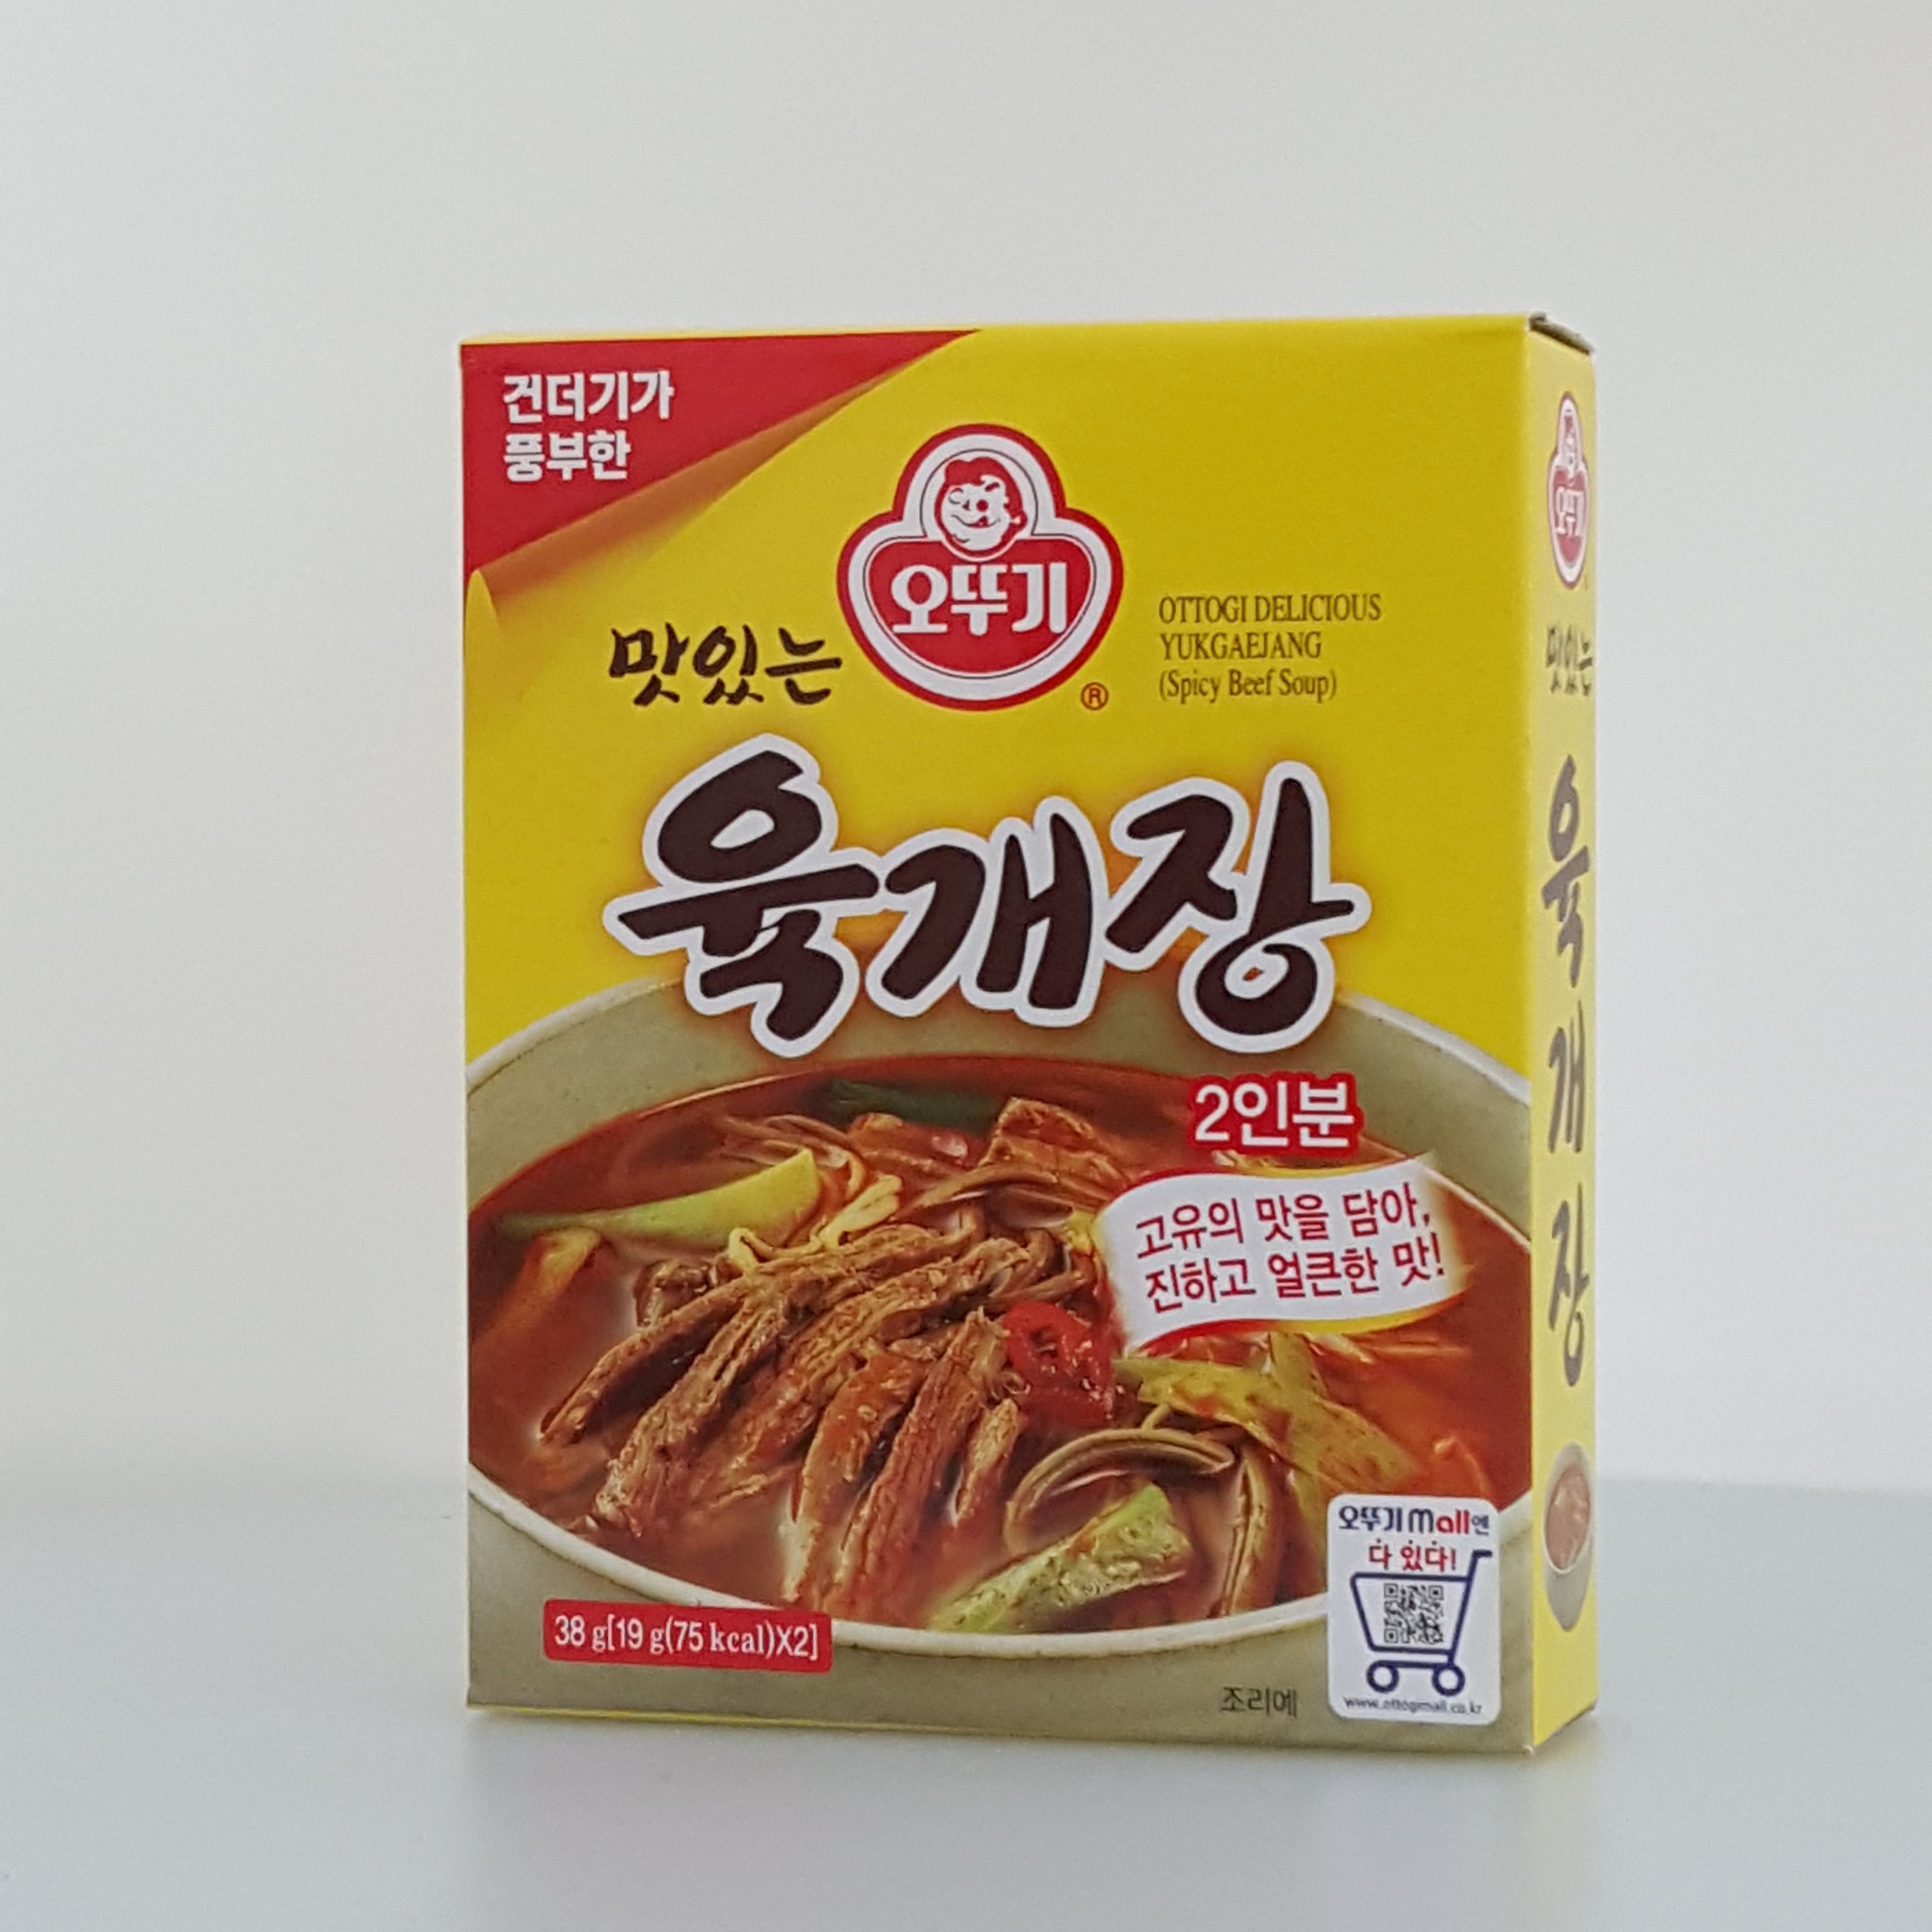 건더기가
풍부한
오뚜기
®
맛있는
OTTOGI DELICIOUS
YUKGAEJANG
(Spicy Beef Soup)
육개장
2인분
고유의 맛을 담아,
진하고 얼큰한 맛!
38 g[19 g(75 kcal)X2]
조리예
오뚜기mall엔
다 있다!
www.ottogimall.co.kr
오뚜기
맛있는
육개장